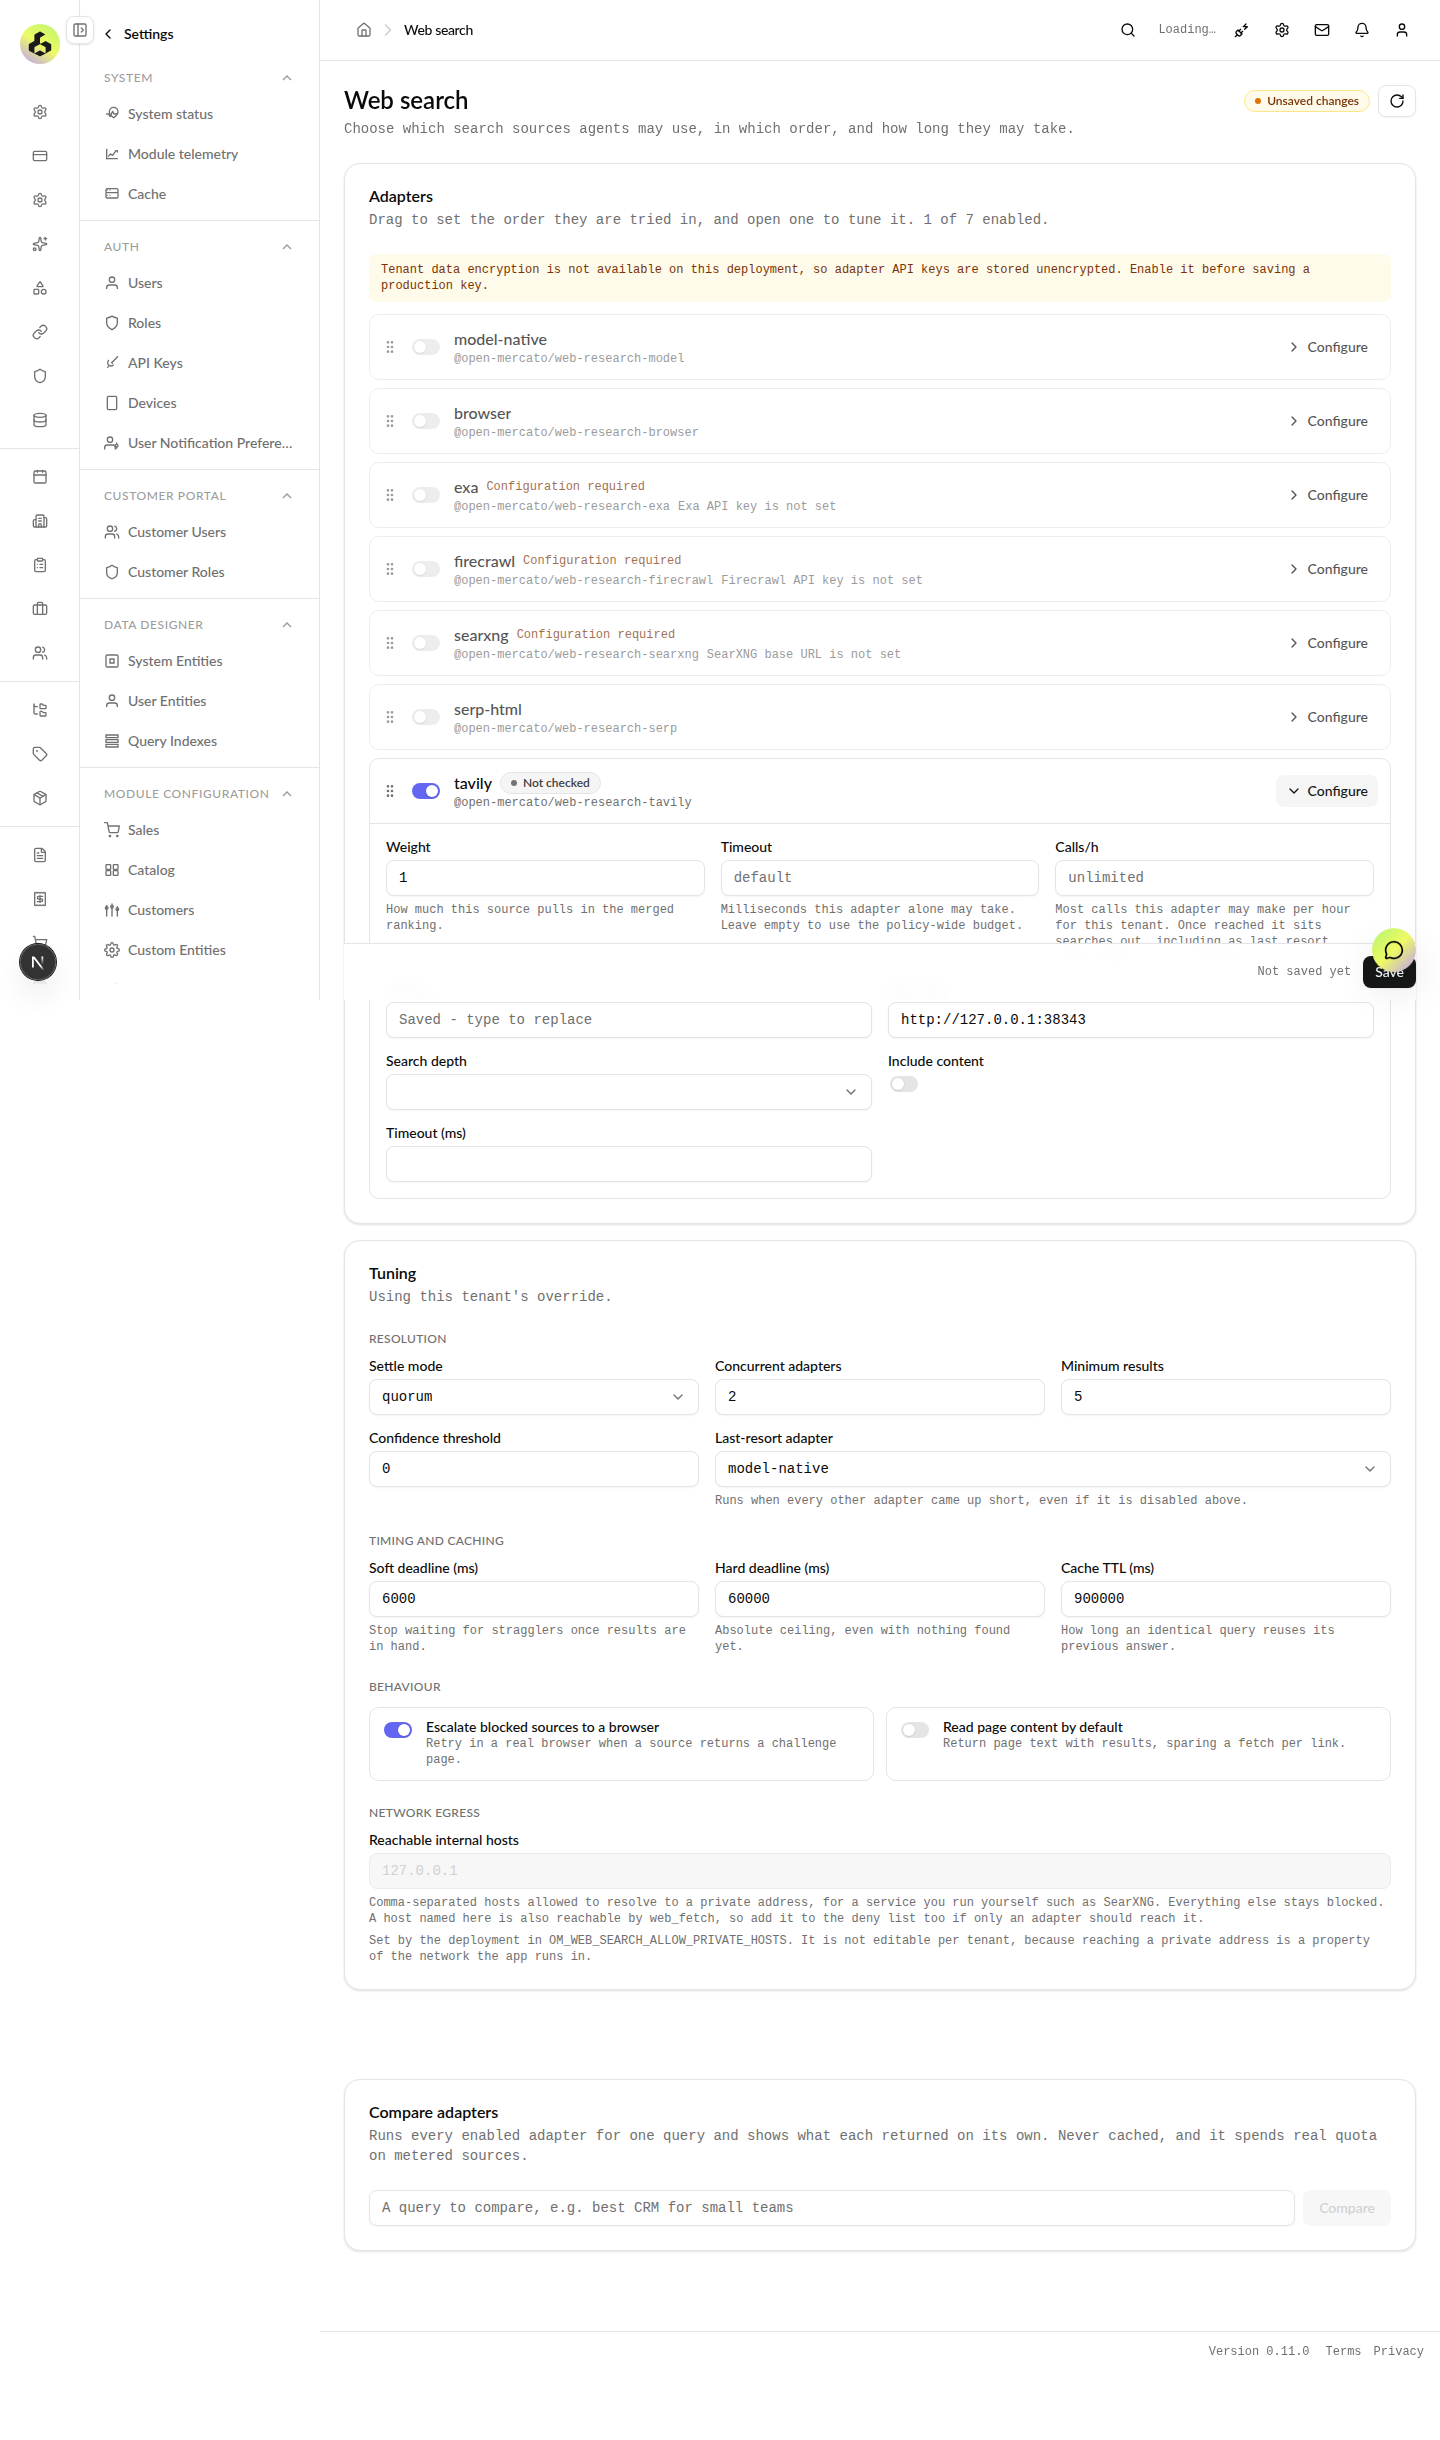 Settings
Web search
Loading…
SYSTEM
System status
Module telemetry
Cache
AUTH
Users
Roles
API Keys
Devices
User Notification Prefere...
CUSTOMER PORTAL
Customer Users
Customer Roles
DATA DESIGNER
System Entities
User Entities
Query Indexes
MODULE CONFIGURATION
Sales
Catalog
Customers
Custom Entities
N
Web search
Unsaved changes
Choose which search sources agents may use, in which order, and how long they may take.
Adapters
Drag to set the order they are tried in, and open one to tune it. 1 of 7 enabled.
Tenant data encryption is not available on this deployment, so adapter API keys are stored unencrypted. Enable it before saving a
production key.
model-native
@open-mercato/web-research-model
Configure
browser
@open-mercato/web-research-browser
Configure
exa Configuration required
@open-mercato/web-research-exa Exa API key is not set
Configure
firecrawl Configuration required
@open-mercato/web-research-firecrawl Firecrawl API key is not set
Configure
searxng Configuration required
@open-mercato/web-research-searxng SearXNG base URL is not set
Configure
serp-html
@open-mercato/web-research-serp
Configure
tavily Not checked
@open-mercato/web-research-tavily
Configure
Weight
1
How much this source pulls in the merged
ranking.
Timeout
default
Milliseconds this adapter alone may take.
Leave empty to use the policy-wide budget.
Calls/h
unlimited
Most calls this adapter may make per hour
for this tenant. Once reached it sits
searches out, including as last resort
Not saved yet
Save
Saved - type to replace
http://127.0.0.1:38343
Search depth
Include content
Timeout (ms)
Tuning
Using this tenant's override.
RESOLUTION
Settle mode
quorum
Concurrent adapters
2
Minimum results
5
Confidence threshold
0
Last-resort adapter
model-native
Runs when every other adapter came up short, even if it is disabled above.
TIMING AND CACHING
Soft deadline (ms)
6000
Stop waiting for stragglers once results are
in hand.
Hard deadline (ms)
60000
Absolute ceiling, even with nothing found
yet.
Cache TTL (ms)
900000
How long an identical query reuses its
previous answer.
BEHAVIOUR
Escalate blocked sources to a browser
Retry in a real browser when a source returns a challenge
page.
Read page content by default
Return page text with results, sparing a fetch per link.
NETWORK EGRESS
Reachable internal hosts
127.0.0.1
Comma-separated hosts allowed to resolve to a private address, for a service you run yourself such as SearXNG. Everything else stays blocked.
A host named here is also reachable by web_fetch, so add it to the deny list too if only an adapter should reach it.
Set by the deployment in OM_WEB_SEARCH_ALLOW_PRIVATE_HOSTS. It is not editable per tenant, because reaching a private address is a property
of the network the app runs in.
Compare adapters
Runs every enabled adapter for one query and shows what each returned on its own. Never cached, and it spends real quota
on metered sources.
A query to compare, e.g. best CRM for small teams
Compare
Version 0.11.0 Terms Privacy